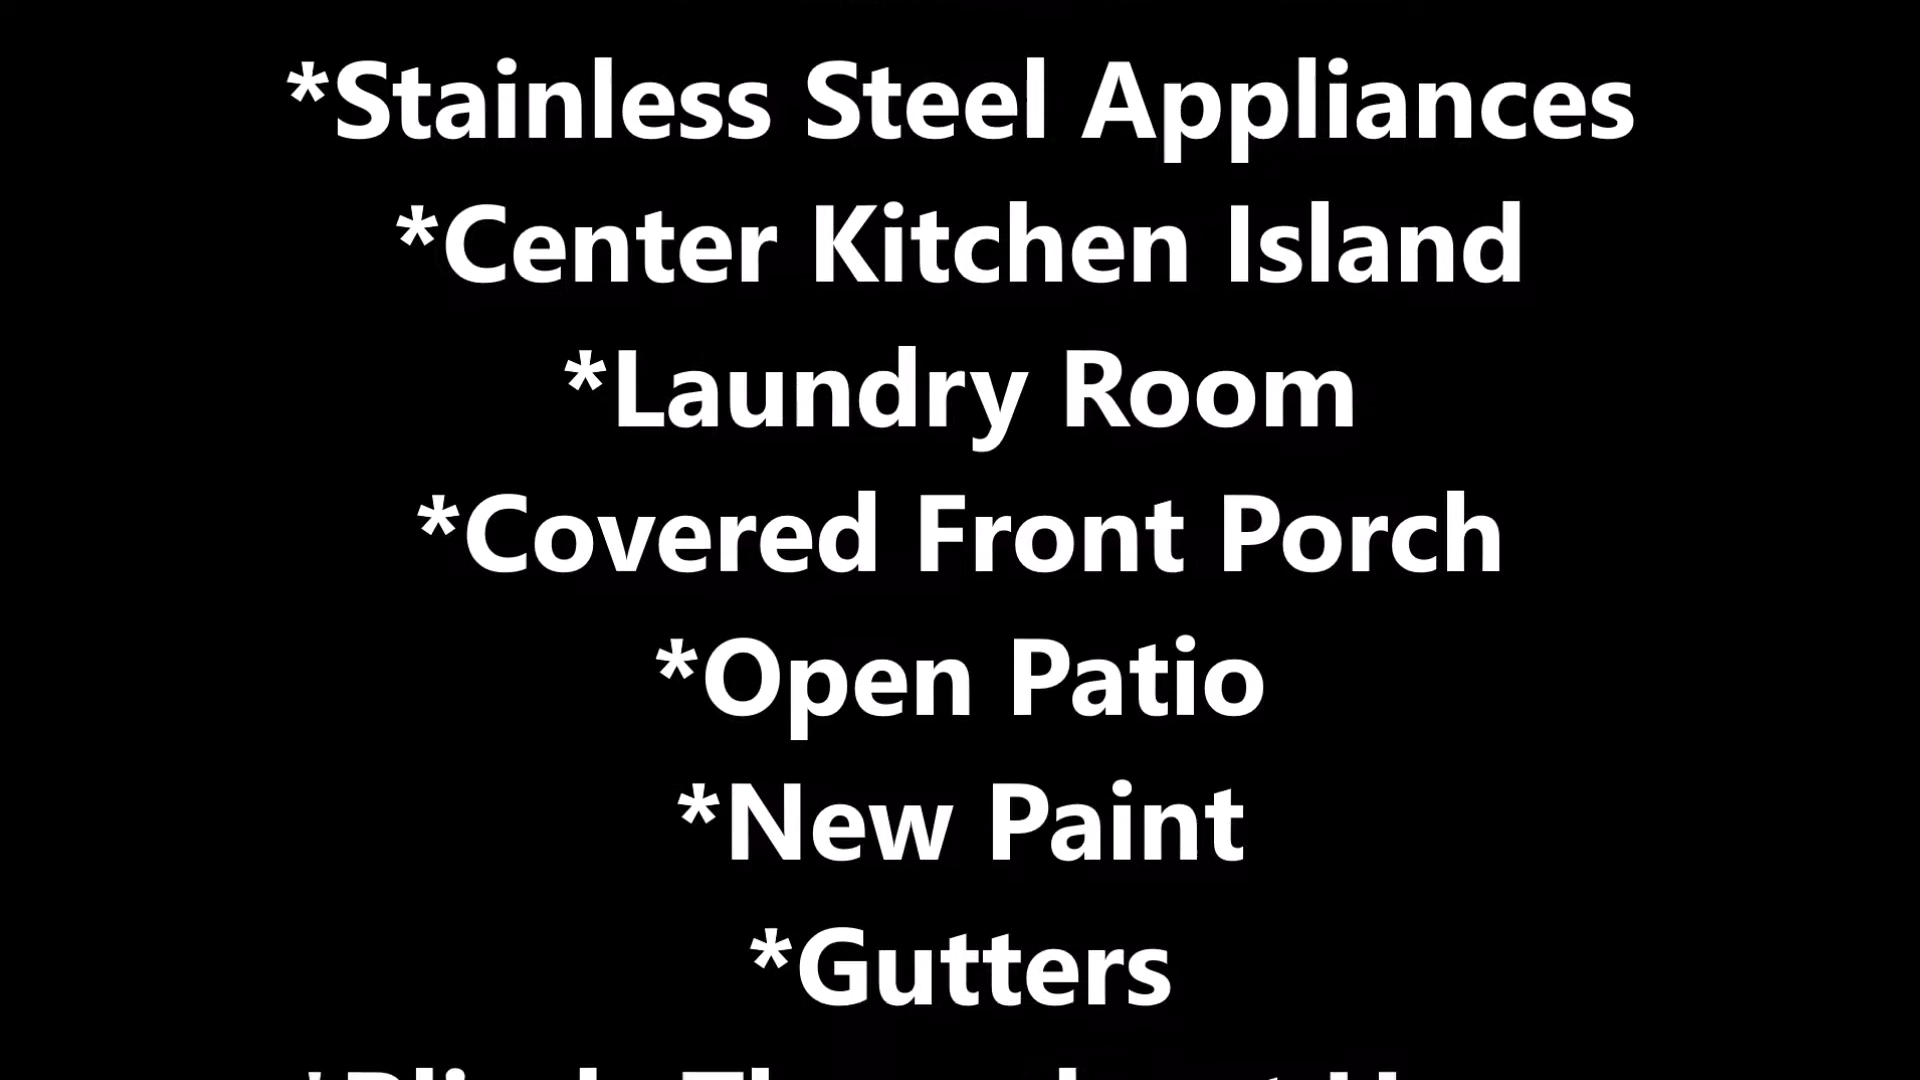 *Stainless Steel Appliances
*Center Kitchen Island
*Laundry Room
*Covered Front Porch
*Open Patio
*New Paint
*Gutters